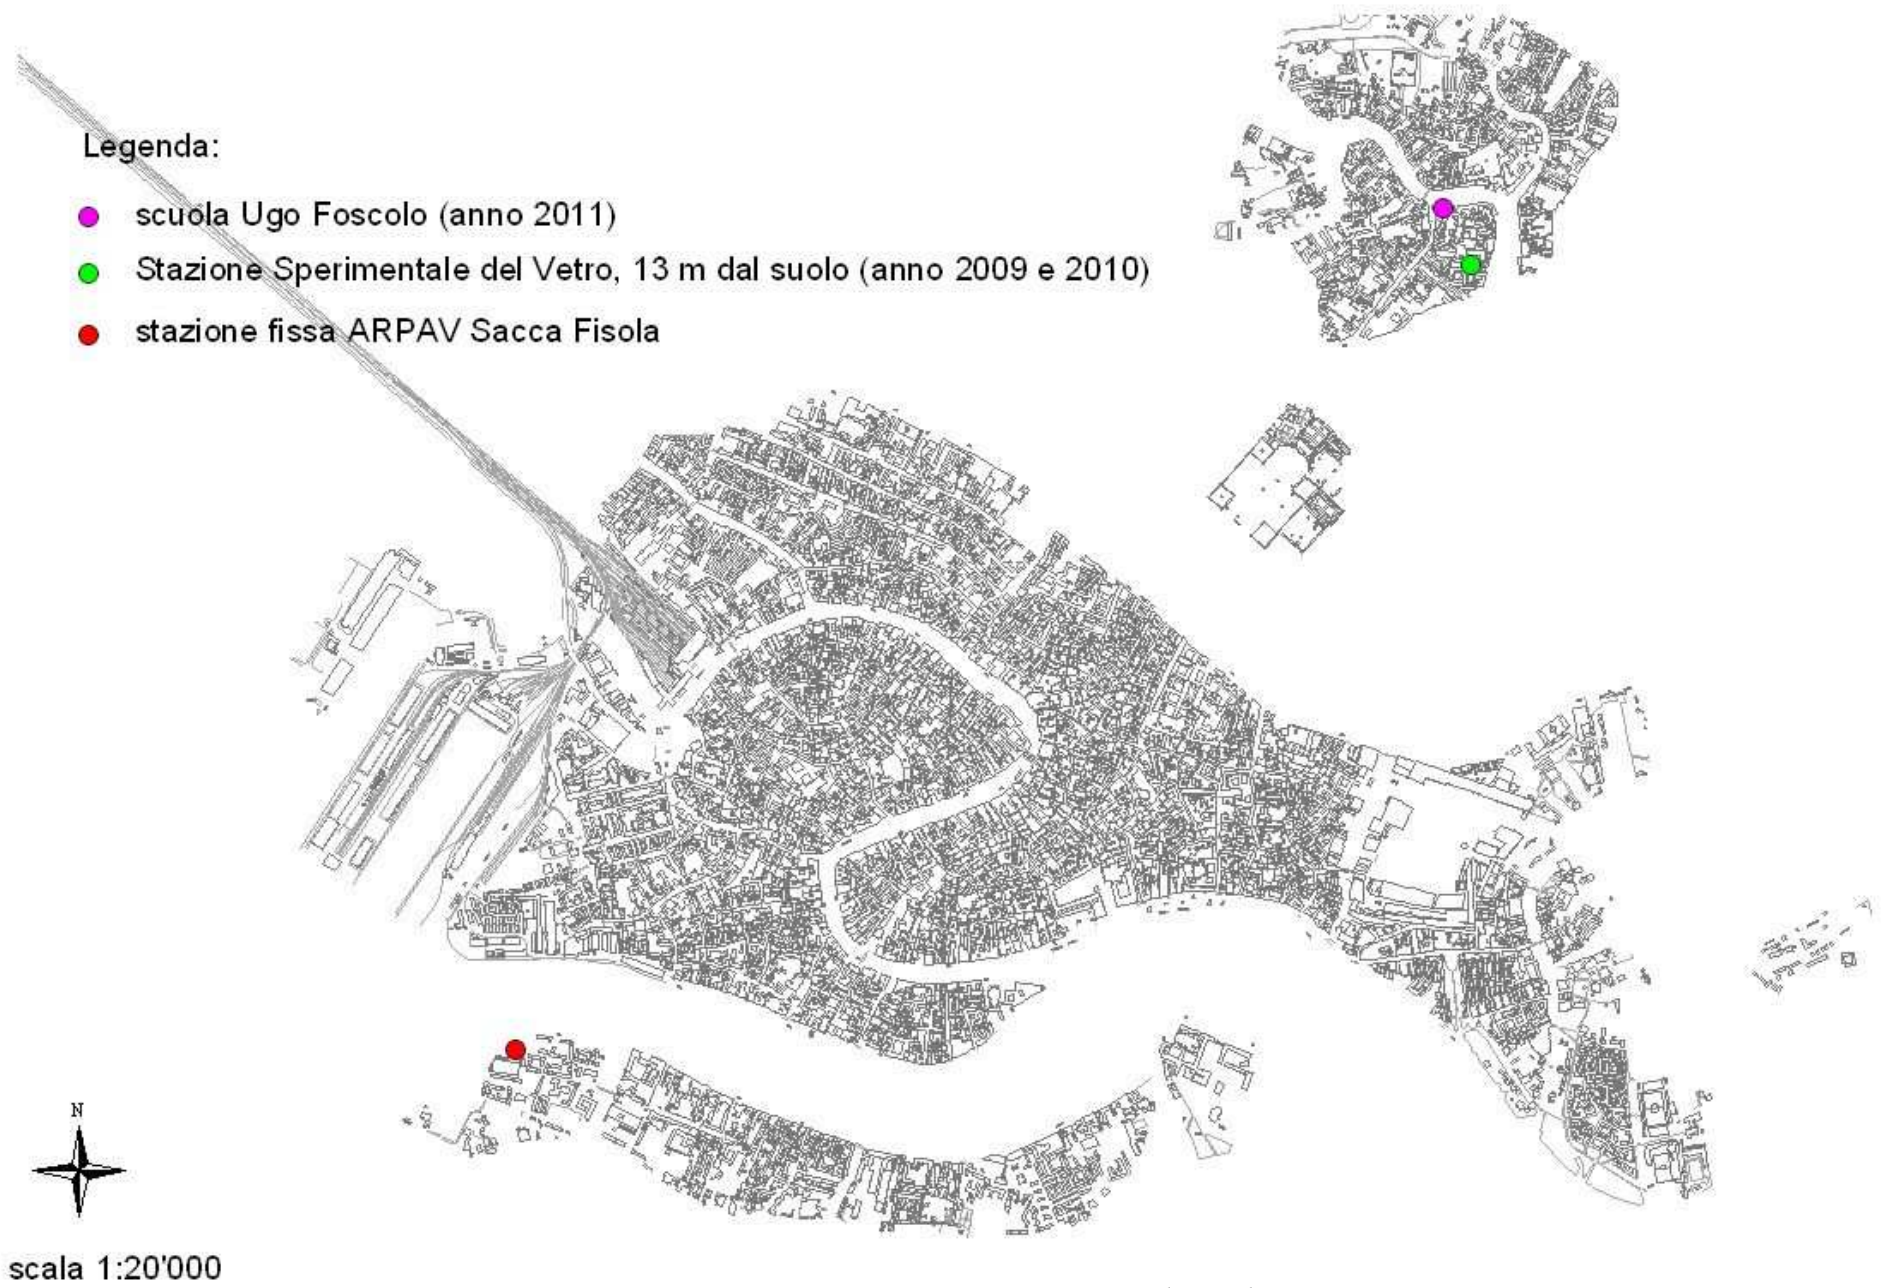 Legenda:
scuola Ugo Foscolo (anno 2011)
Stazione Sperimentale del Vetro, 13 m dal suolo (anno 2009 e 2010)
stazione fissa ARPAV Sacca Fisola
N
scala 1:20'000